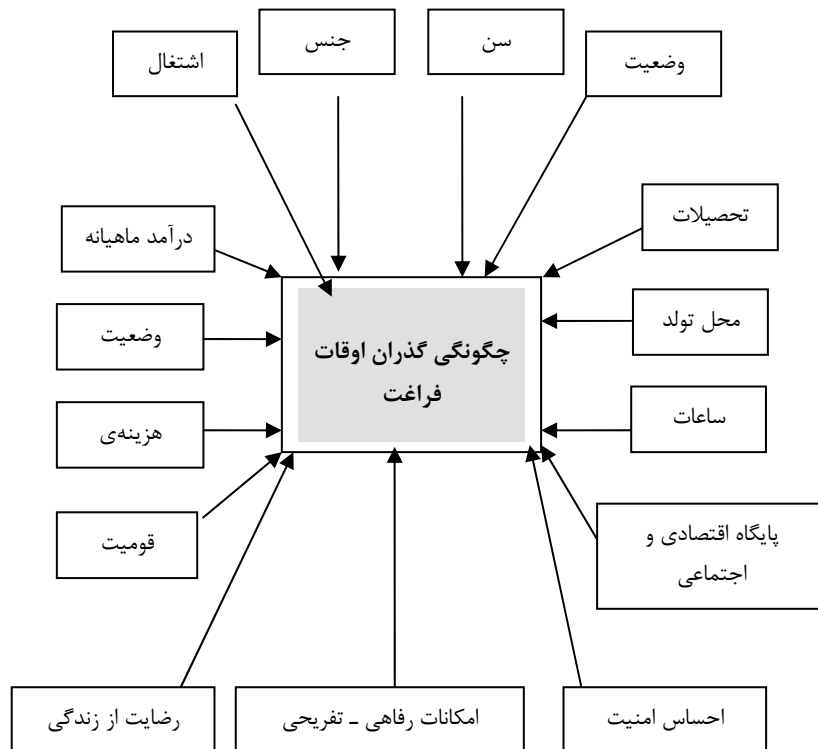 وضعیت
سن
جنس
اشتغال
تحصیلات
درآمد ماهیانه
محل تولد
وضعیت
چگونگی گذران اوقات
فراغت
ساعات
هزینه‌ی
پایگاه اقتصادی و
اجتماعی
قومیت
احساس امنیت
امکانات رفاهی ـ تفریحی
رضایت از زندگی